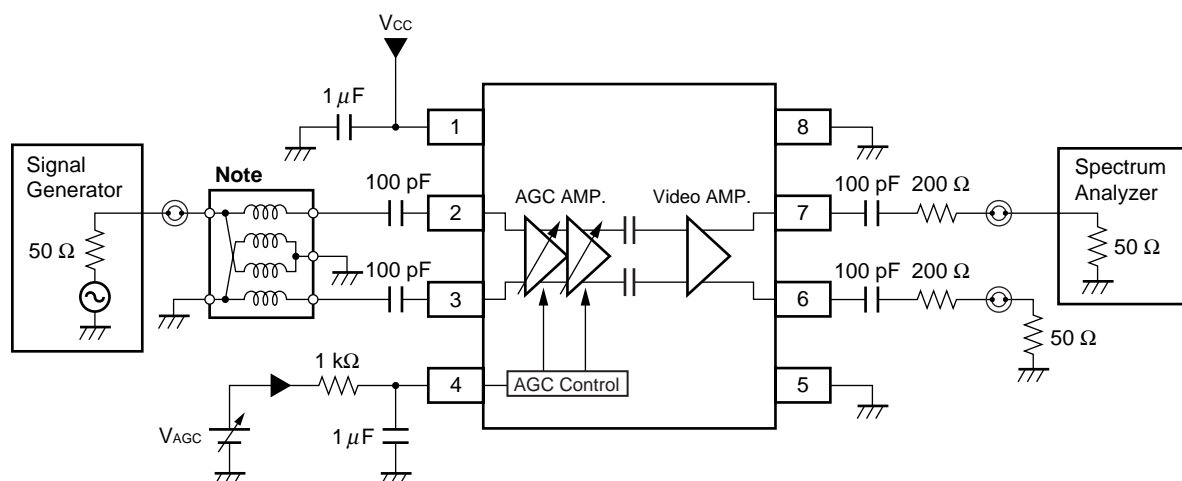 VCC
1 μF
1
8
Signal
Generator
Note
Spectrum
Analyzer
100 pF
2
AGC AMP.
Video AMP.
7
100 pF
200 Ω
50 Ω
50 Ω
100 pF
3
6
100 pF
200 Ω
50 Ω
1 kΩ
4
AGC Control
5
VAGC
1 μF